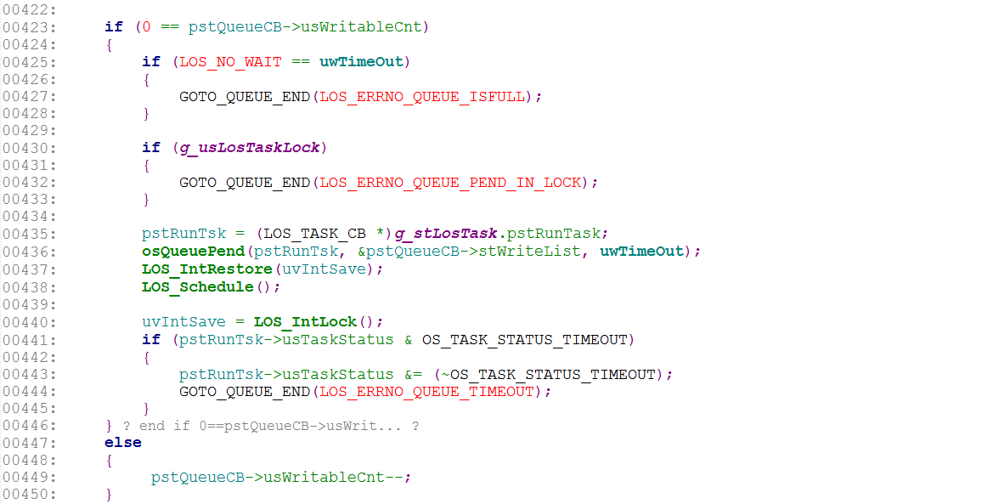 00422:
00423:     if (0 == pstQueueCB->usWritableCnt)
00424:     {
00425:         if (LOS_NO_WAIT == uwTimeOut)
00426:         {
00427:             GOTO_QUEUE_END(LOS_ERRNO_QUEUE_ISFULL);
00428:         }
00429:
00430:         if (g_usLosTaskLock)
00431:         {
00432:             GOTO_QUEUE_END(LOS_ERRNO_QUEUE_PEND_IN_LOCK);
00433:         }
00434:
00435:         pstRunTsk = (LOS_TASK_CB *)g_stLosTask.pstRunTask;
00436:         osQueuePend(pstRunTsk, &pstQueueCB->stWriteList, uwTimeOut);
00437:         LOS_IntRestore(uvIntSave);
00438:         LOS_Schedule();
00439:
00440:         uvIntSave = LOS_IntLock();
00441:         if (pstRunTsk->usTaskStatus & OS_TASK_STATUS_TIMEOUT)
00442:         {
00443:             pstRunTsk->usTaskStatus &= (~OS_TASK_STATUS_TIMEOUT);
00444:             GOTO_QUEUE_END(LOS_ERRNO_QUEUE_TIMEOUT);
00445:         }
00446:     } ? end if 0==pstQueueCB->usWrit... ?
00447:     else
00448:     {
00449:          pstQueueCB->usWritableCnt--;
00450:     }